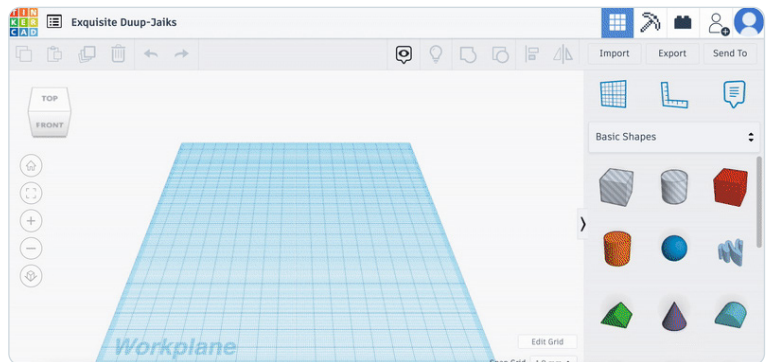 TIN
KER
CAD
Exquisite Duup-Jaiks
Import
Export
Send To
TOP
FRONT
Basic Shapes
Workplane
Edit Grid